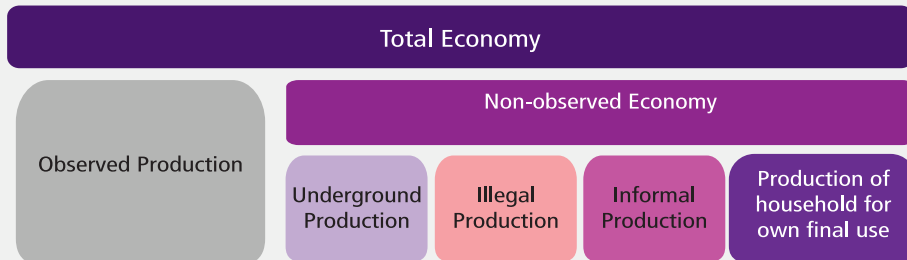 Total Economy
Non-observed Economy
Observed Production
Underground
Production
Illegal
Production
Informal
Production
Production of
household for
own final use